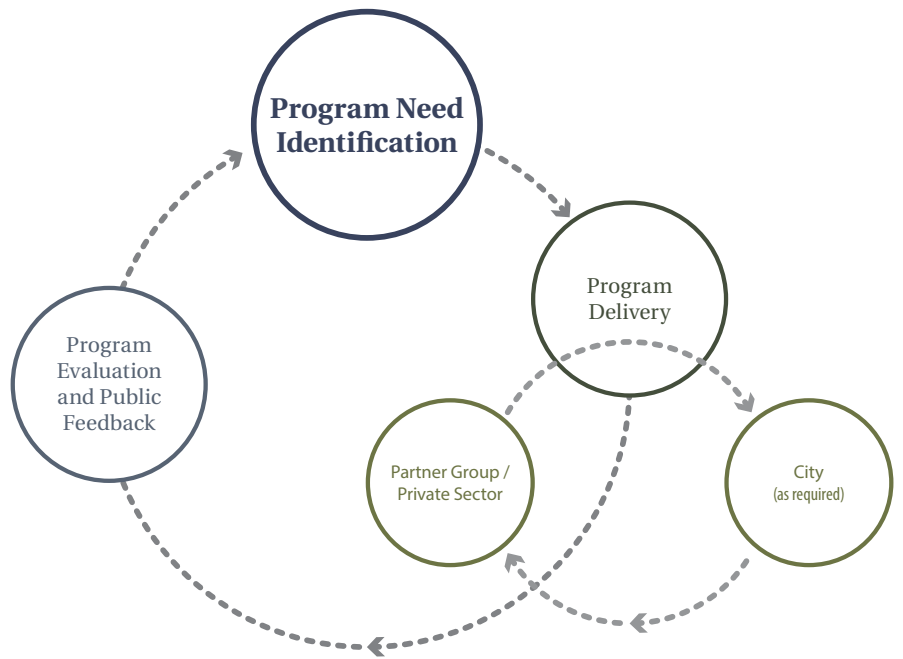 Program Need
Identification
Program
Delivery
Program
Evaluation
and Public
Feedback
Partner Group /
Private Sector
City
(as required)